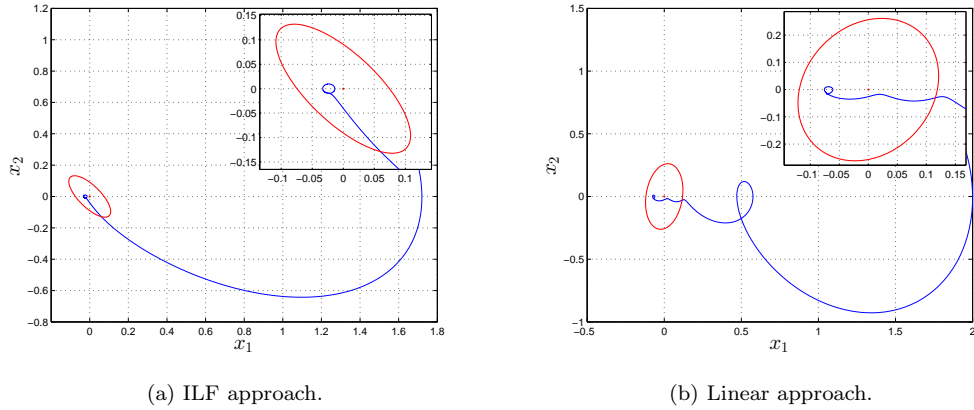 1.2
1
0.8
0.6
0.4
0.2
0
−0.2
−0.4
−0.6
−0.8
x2
0 0.2 0.4 0.6 0.8 1 1.2 1.4 1.6 1.8
x1
0.15
0.1
0.05
0
−0.05
−0.1
−0.15
−0.1 −0.05 0 0.05 0.1
(a) ILF approach.
1.5
1
0.5
0
−0.5
−1
x2
−0.5 0 0.5 1 1.5 2
x1
0.2
0.1
0
−0.1
−0.2
−0.1 −0.05 0 0.05 0.1 0.15
(b) Linear approach.